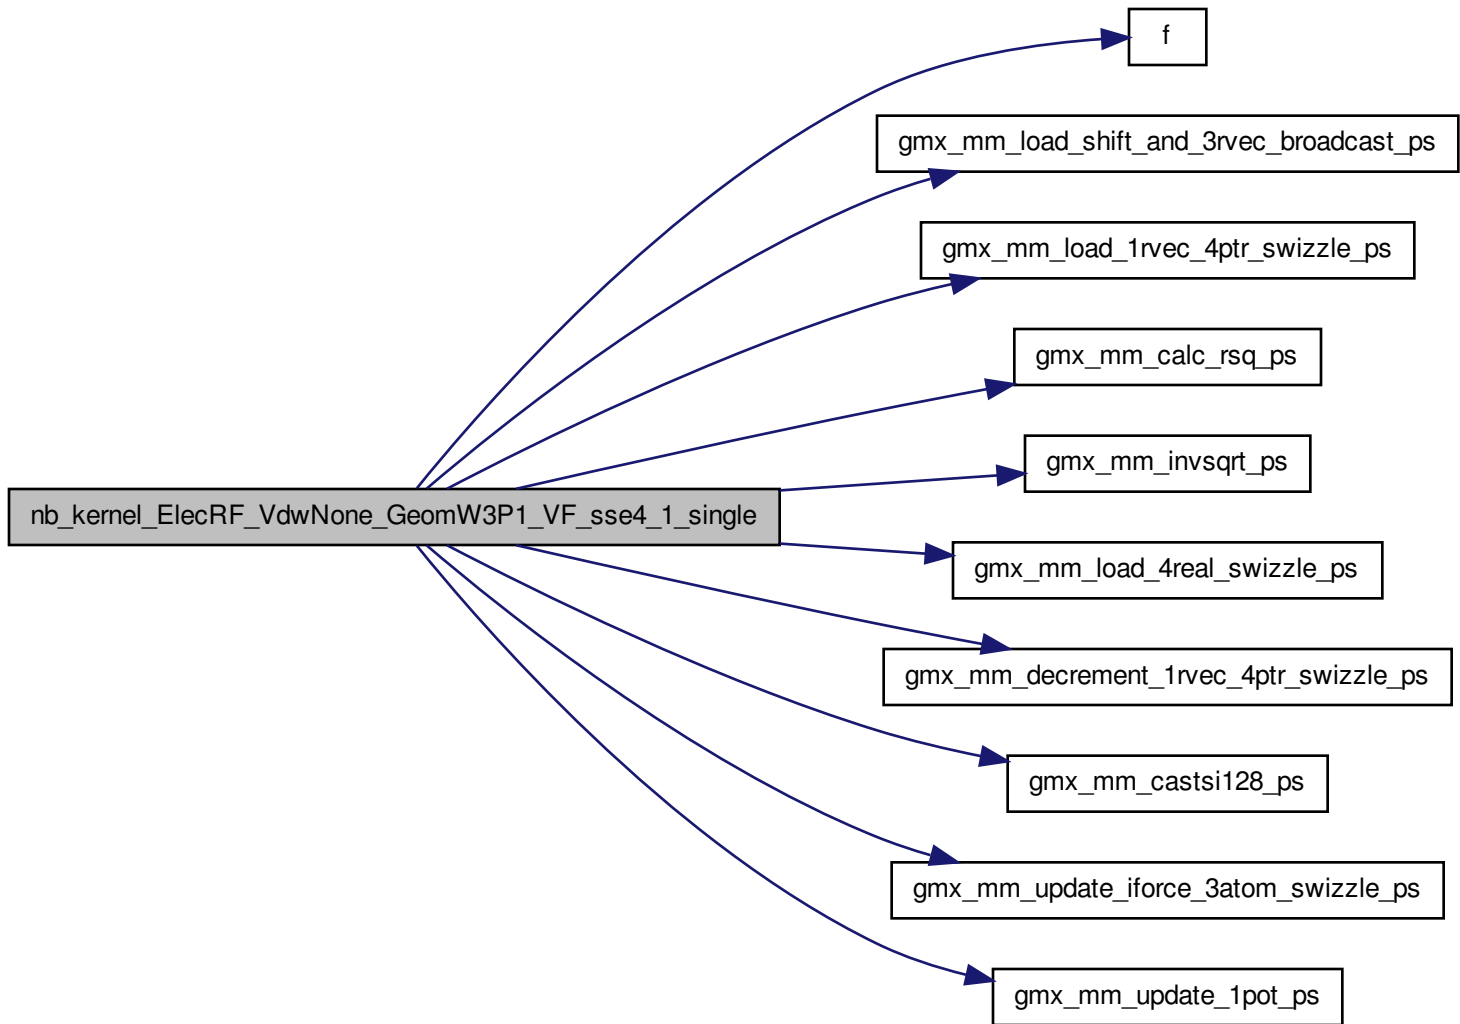 f
gmx_mm_load_shift_and_3rvec_broadcast_ps
gmx_mm_load_1rvec_4ptr_swizzle_ps
gmx_mm_calc_rsq_ps
gmx_mm_invsqrt_ps
nb_kernel_ElecRF_VdwNone_GeomW3P1_VF_sse4_1_single
gmx_mm_load_4real_swizzle_ps
gmx_mm_decrement_1rvec_4ptr_swizzle_ps
gmx_mm_castsi128_ps
gmx_mm_update_iforce_3atom_swizzle_ps
gmx_mm_update_1pot_ps